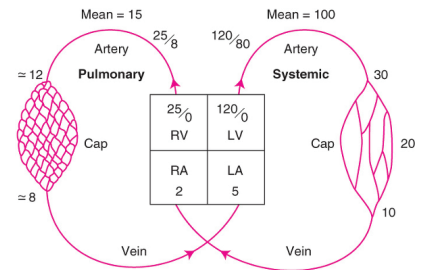 Mean = 15
Mean = 100
25/8
120/80
Artery
Artery
Pulmonary
Systemic
≃ 12
30
25/0
120/0
RV
LV
Cap
Cap
20
RA
LA
2
5
≃ 8
10
Vein
Vein